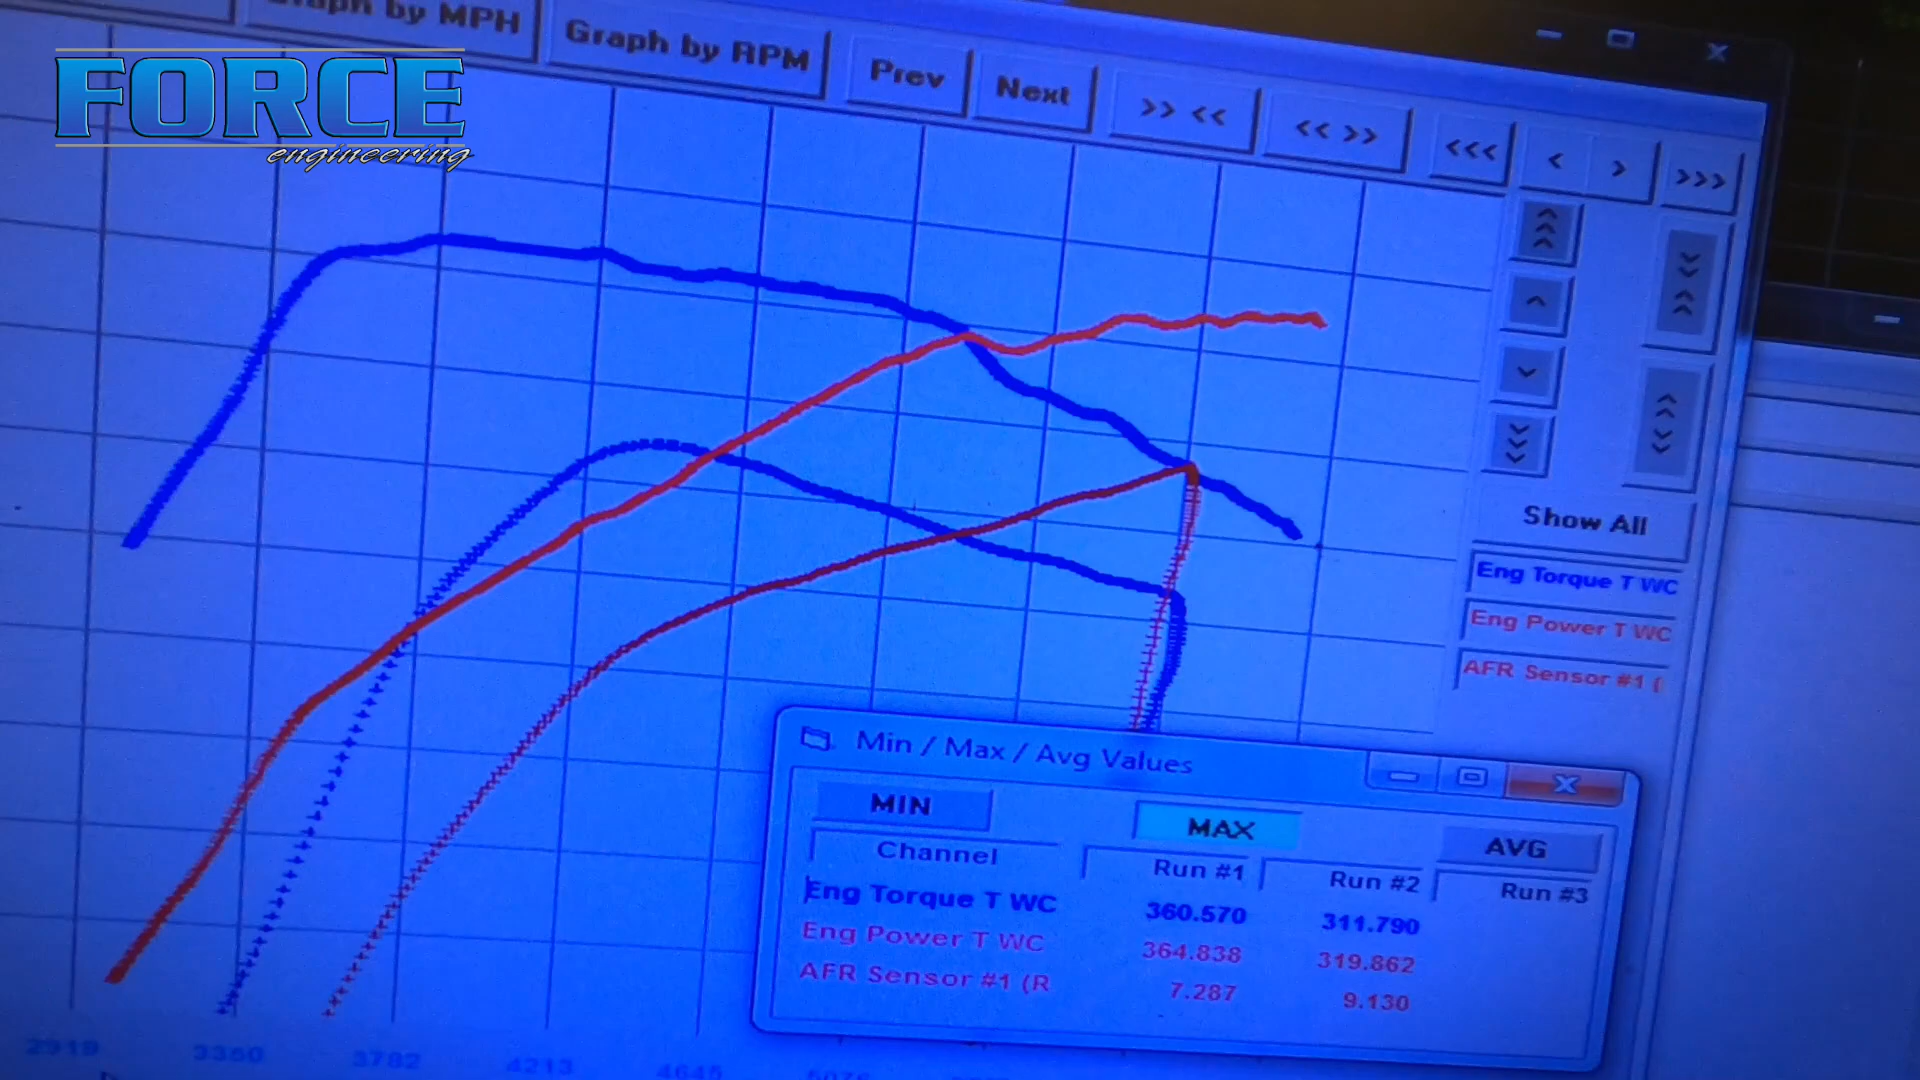 Graph by MPH
Graph by RPM
Prev
Next
>> <<
<< >>
<<<
<
>
>>>
FORCE
engineering
Show All
Eng Torque T WC
Eng Power T WC
AFR Sensor #1 (
Min / Max / Avg Values
MIN
MAX
AVG
Channel
Run #1
Run #2
Run #3
Eng Torque T WC
360.570
311.790
Eng Power T WC
364.838
319.862
AFR Sensor #1 (R
7.287
9.130
2919
3350
3782
4213
4645